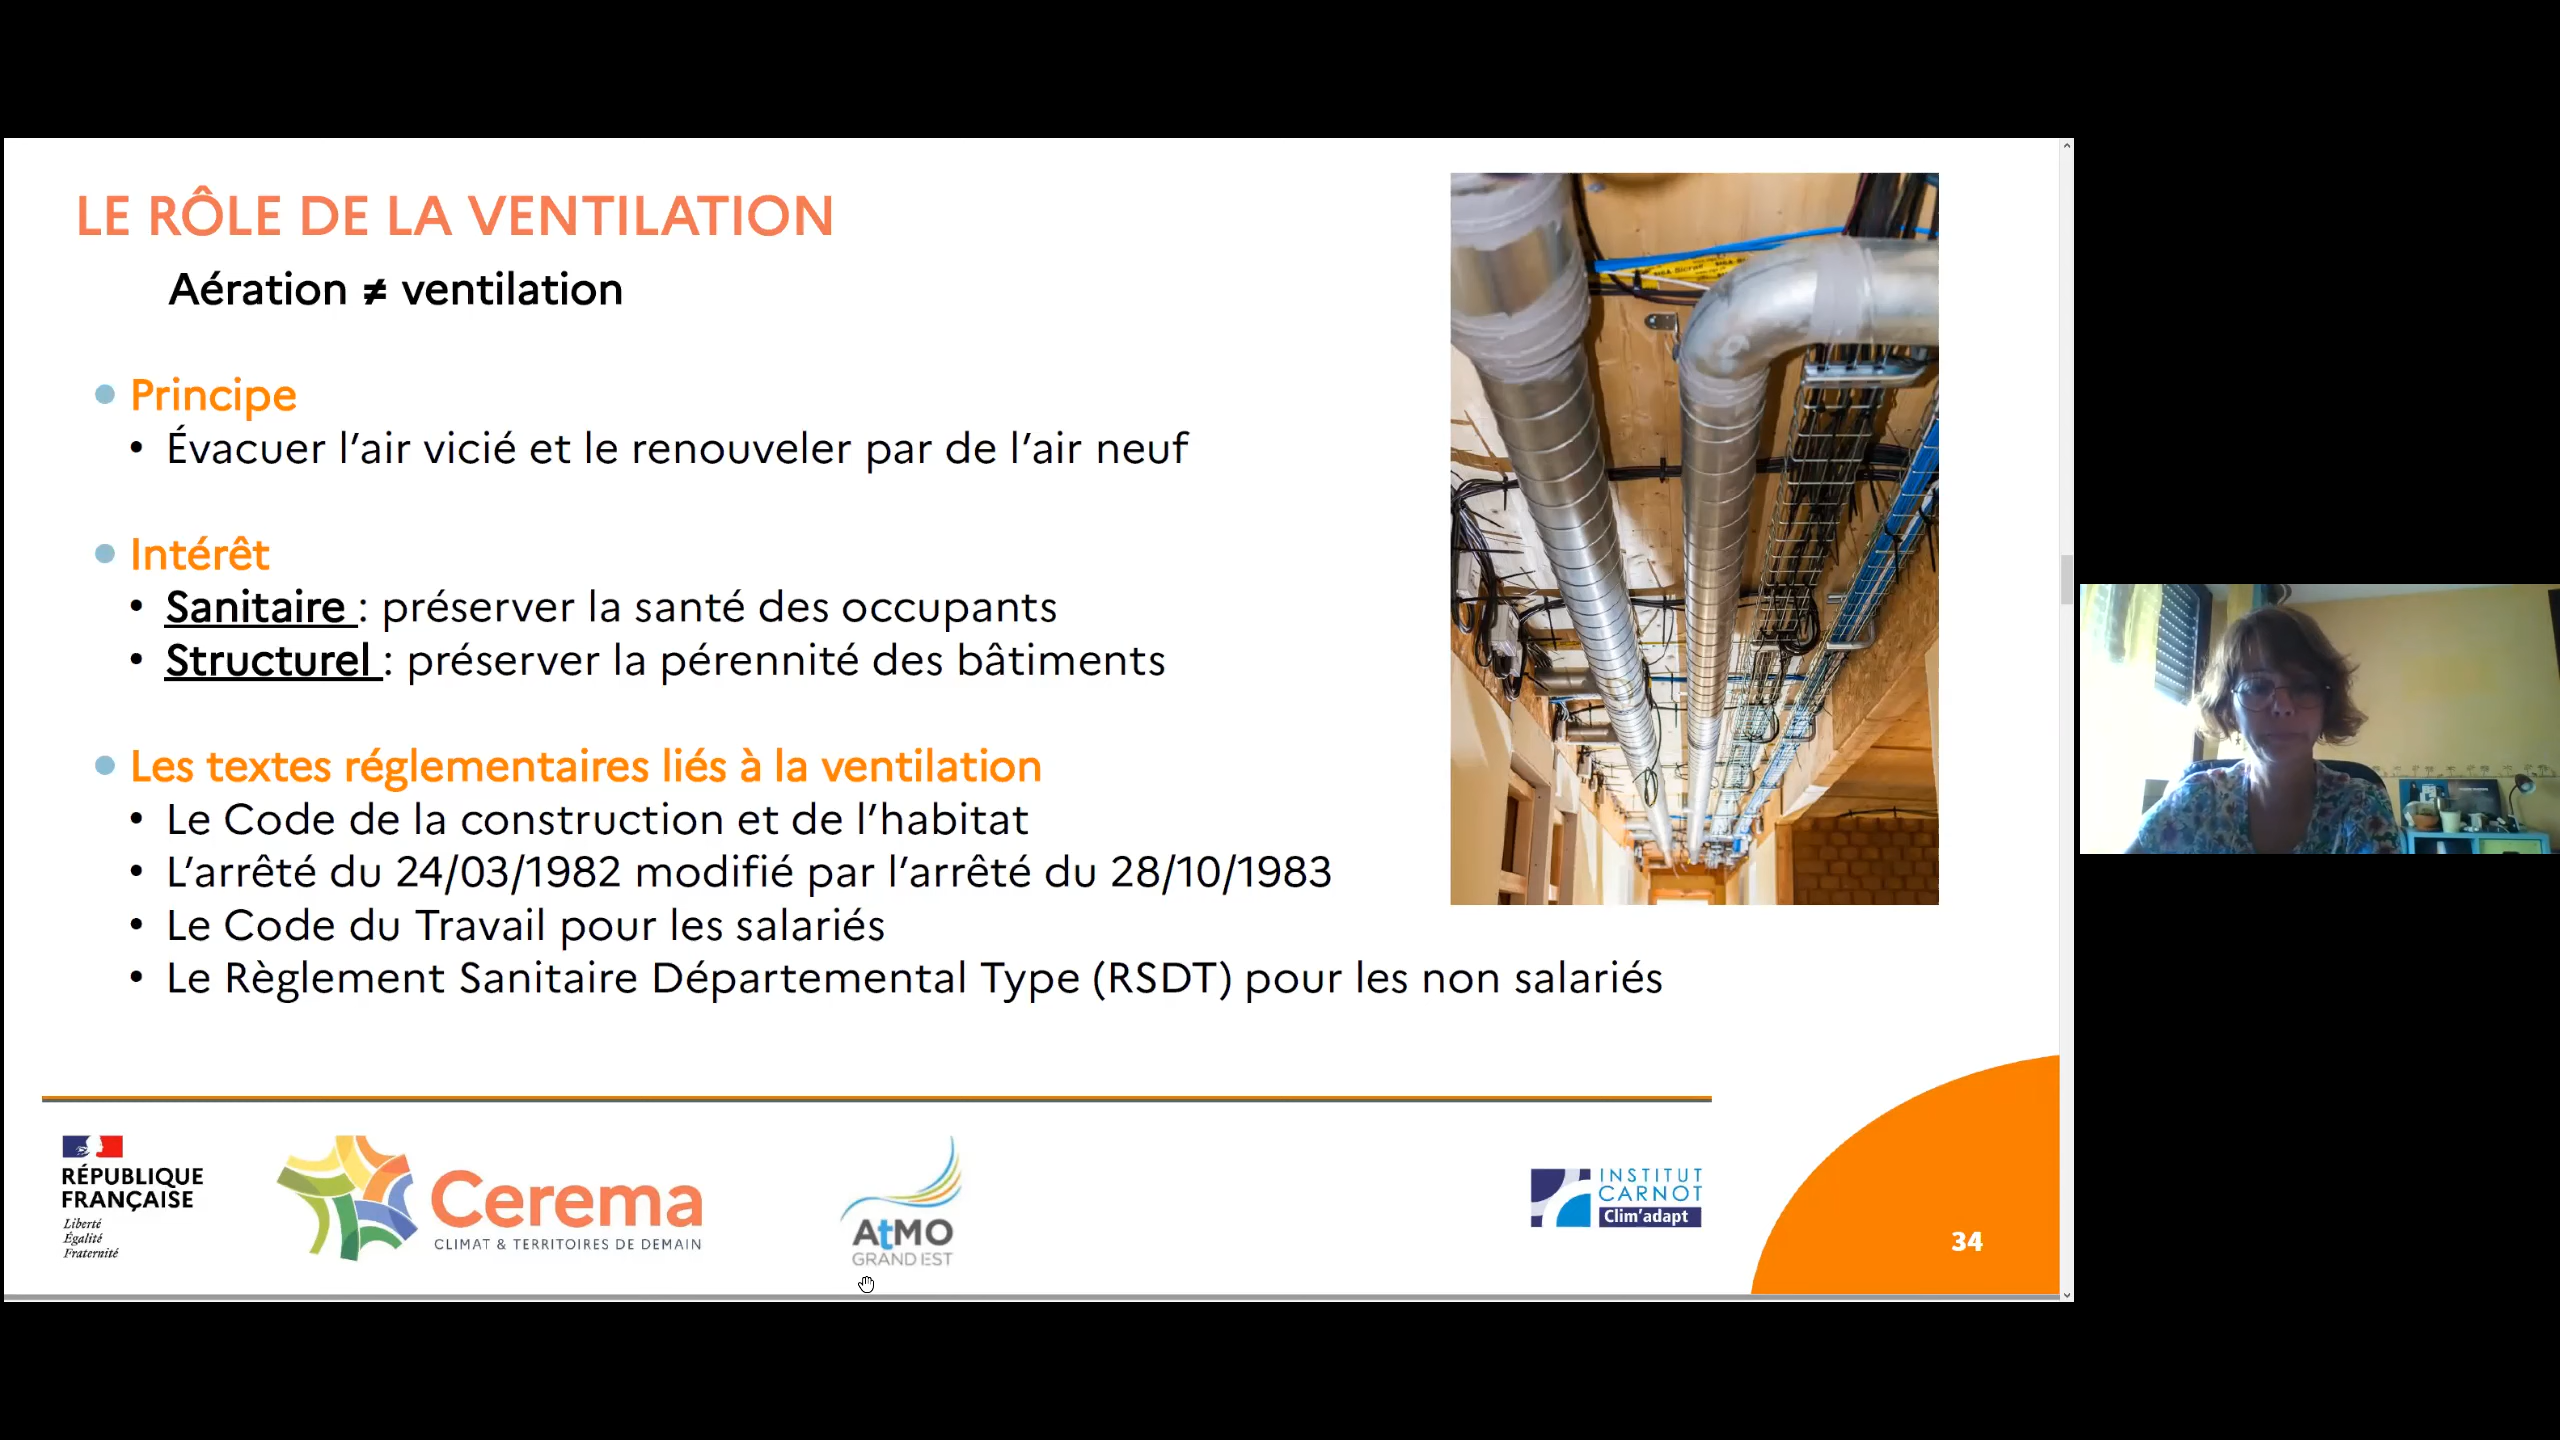 LE RÔLE DE LA VENTILATION
Aération ≠ ventilation
Principe
• Évacuer l’air vicié et le renouveler par de l’air neuf
Intérêt
• Sanitaire : préserver la santé des occupants
• Structurel : préserver la pérennité des bâtiments
Les textes réglementaires liés à la ventilation
• Le Code de la construction et de l’habitat
• L’arrêté du 24/03/1982 modifié par l’arrêté du 28/10/1983
• Le Code du Travail pour les salariés
• Le Règlement Sanitaire Départemental Type (RSDT) pour les non salariés
RÉPUBLIQUE
FRANÇAISE
Liberté
Égalité
Fraternité
Cerema
CLIMAT & TERRITOIRES DE DEMAIN
AtMO
GRAND EST
INSTITUT
CARNOT
Clim’adapt
34